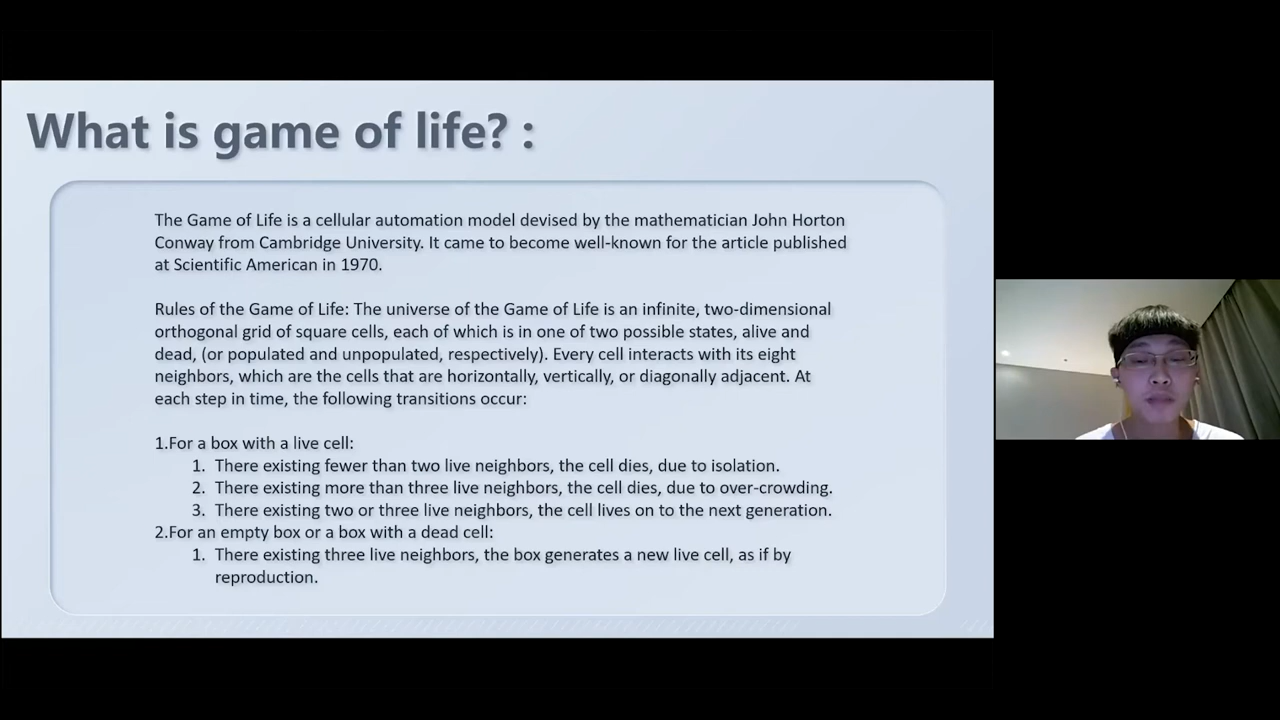 What is game of life? :
The Game of Life is a cellular automation model devised by the mathematician John Horton
Conway from Cambridge University. It came to become well-known for the article published
at Scientific American in 1970.
Rules of the Game of Life: The universe of the Game of Life is an infinite, two-dimensional
orthogonal grid of square cells, each of which is in one of two possible states, alive and
dead, (or populated and unpopulated, respectively). Every cell interacts with its eight
neighbors, which are the cells that are horizontally, vertically, or diagonally adjacent. At
each step in time, the following transitions occur:
1.For a box with a live cell:
1. There existing fewer than two live neighbors, the cell dies, due to isolation.
2. There existing more than three live neighbors, the cell dies, due to over-crowding.
3. There existing two or three live neighbors, the cell lives on to the next generation.
2.For an empty box or a box with a dead cell:
1. There existing three live neighbors, the box generates a new live cell, as if by
reproduction.